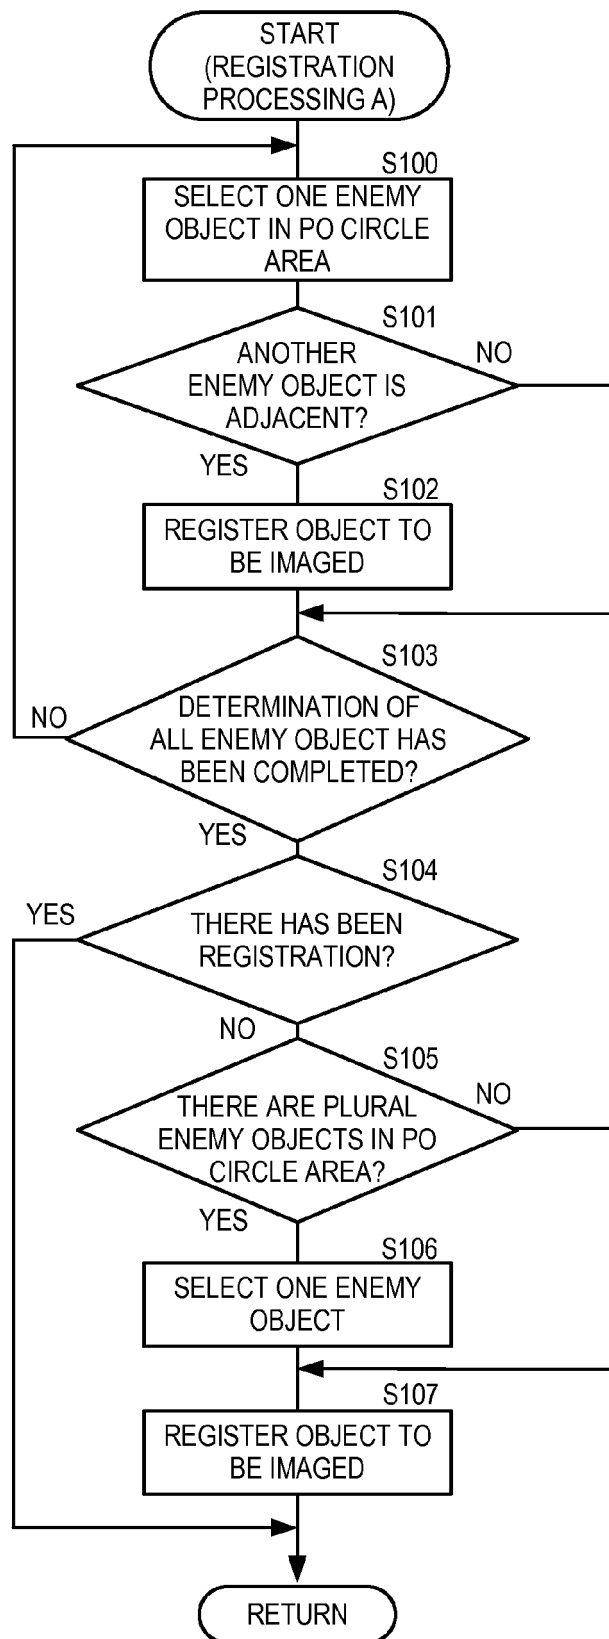 START
(REGISTRATION
PROCESSING A)
S100
SELECT ONE ENEMY
OBJECT IN PO CIRCLE
AREA
S101
ANOTHER
ENEMY OBJECT IS
ADJACENT?
NO
YES
S102
REGISTER OBJECT TO
BE IMAGED
S103
DETERMINATION OF
ALL ENEMY OBJECT HAS
BEEN COMPLETED?
NO
YES
S104
THERE HAS BEEN
REGISTRATION?
YES
NO
S105
THERE ARE PLURAL
ENEMY OBJECTS IN PO
CIRCLE AREA?
NO
YES
S106
SELECT ONE ENEMY
OBJECT
S107
REGISTER OBJECT TO
BE IMAGED
RETURN